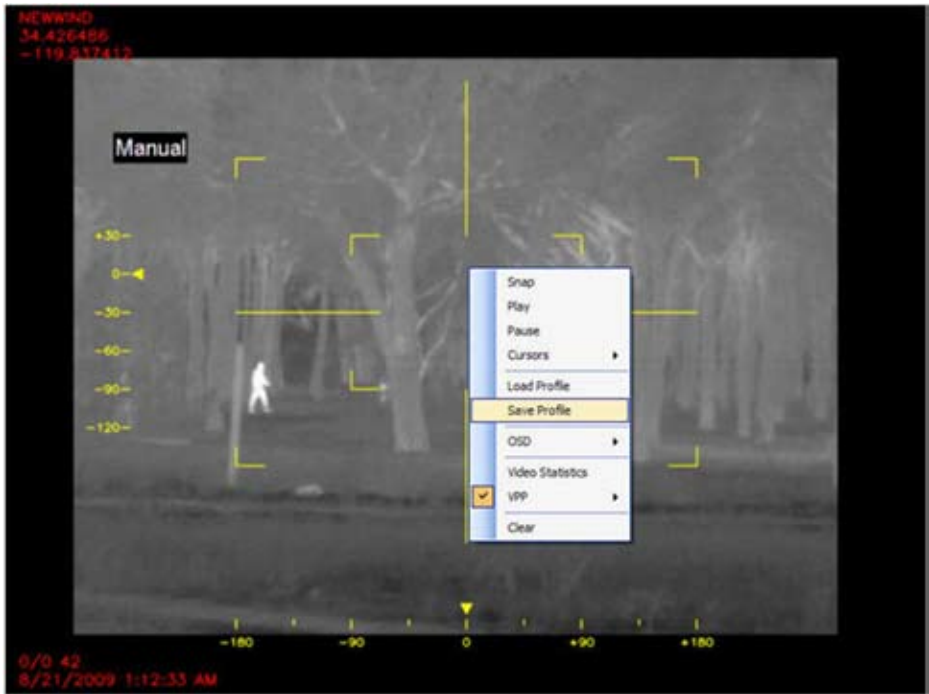 NEWWIND
34.426486
-119.837412
Manual
+30
0
-30
-60
-90
-120
Snap
Play
Pause
Cursors
Load Profile
Save Profile
OSD
Video Statistics
VPP
Clear
-180 -90 0 +90 +180
0/0 42
8/21/2009 1:12:33 AM